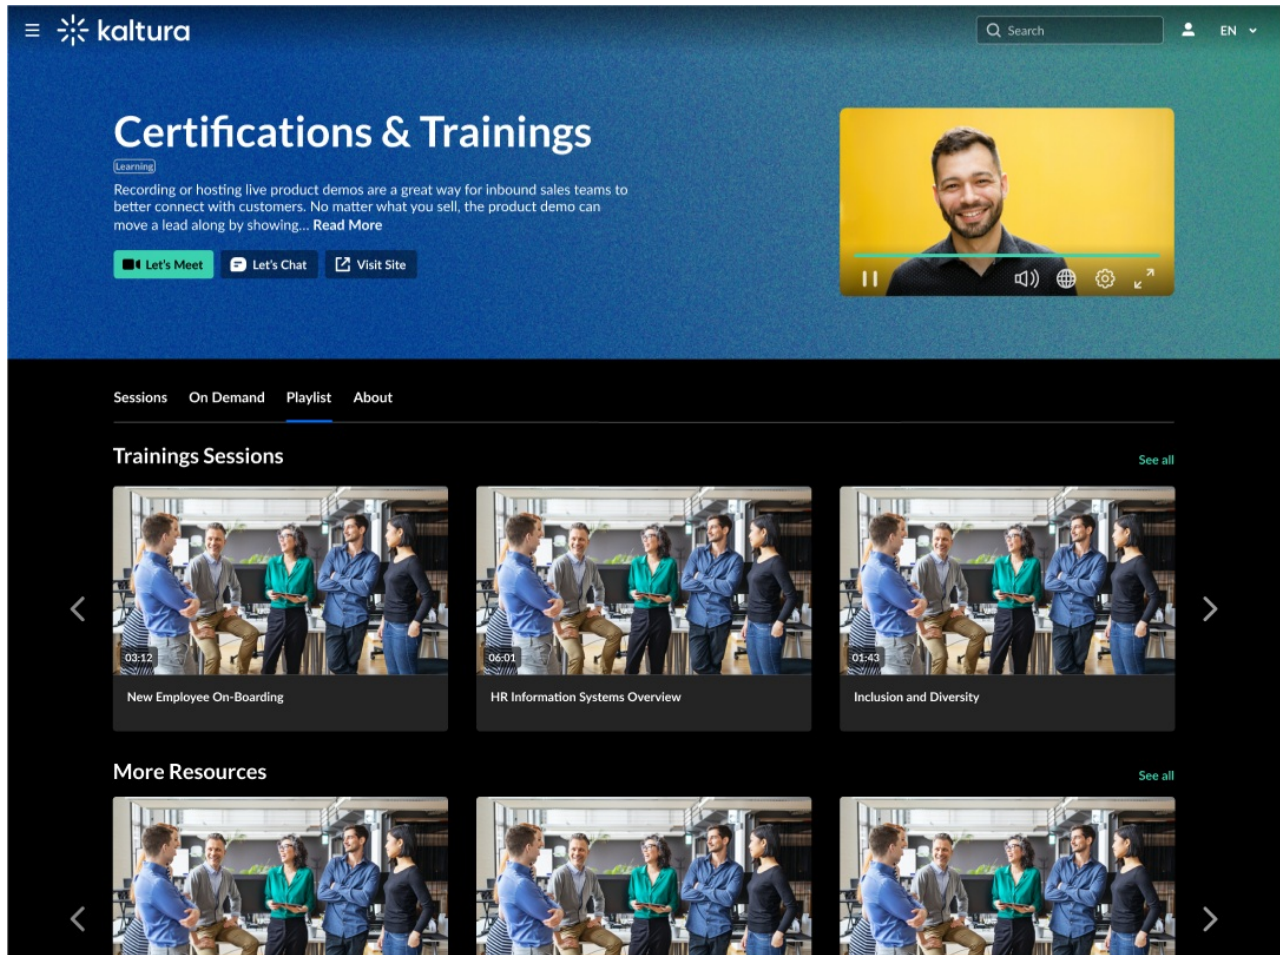 kaltura
Search
EN
Certifications & Trainings
Learning
Recording or hosting live product demos are a great way for inbound sales teams to
better connect with customers. No matter what you sell, the product demo can
move a lead along by showing... Read More
Let's Meet
Let's Chat
Visit Site
Sessions
On Demand
Playlist
About
Trainings Sessions
See all
03:12
06:01
01:43
New Employee On-Boarding
HR Information Systems Overview
Inclusion and Diversity
More Resources
See all